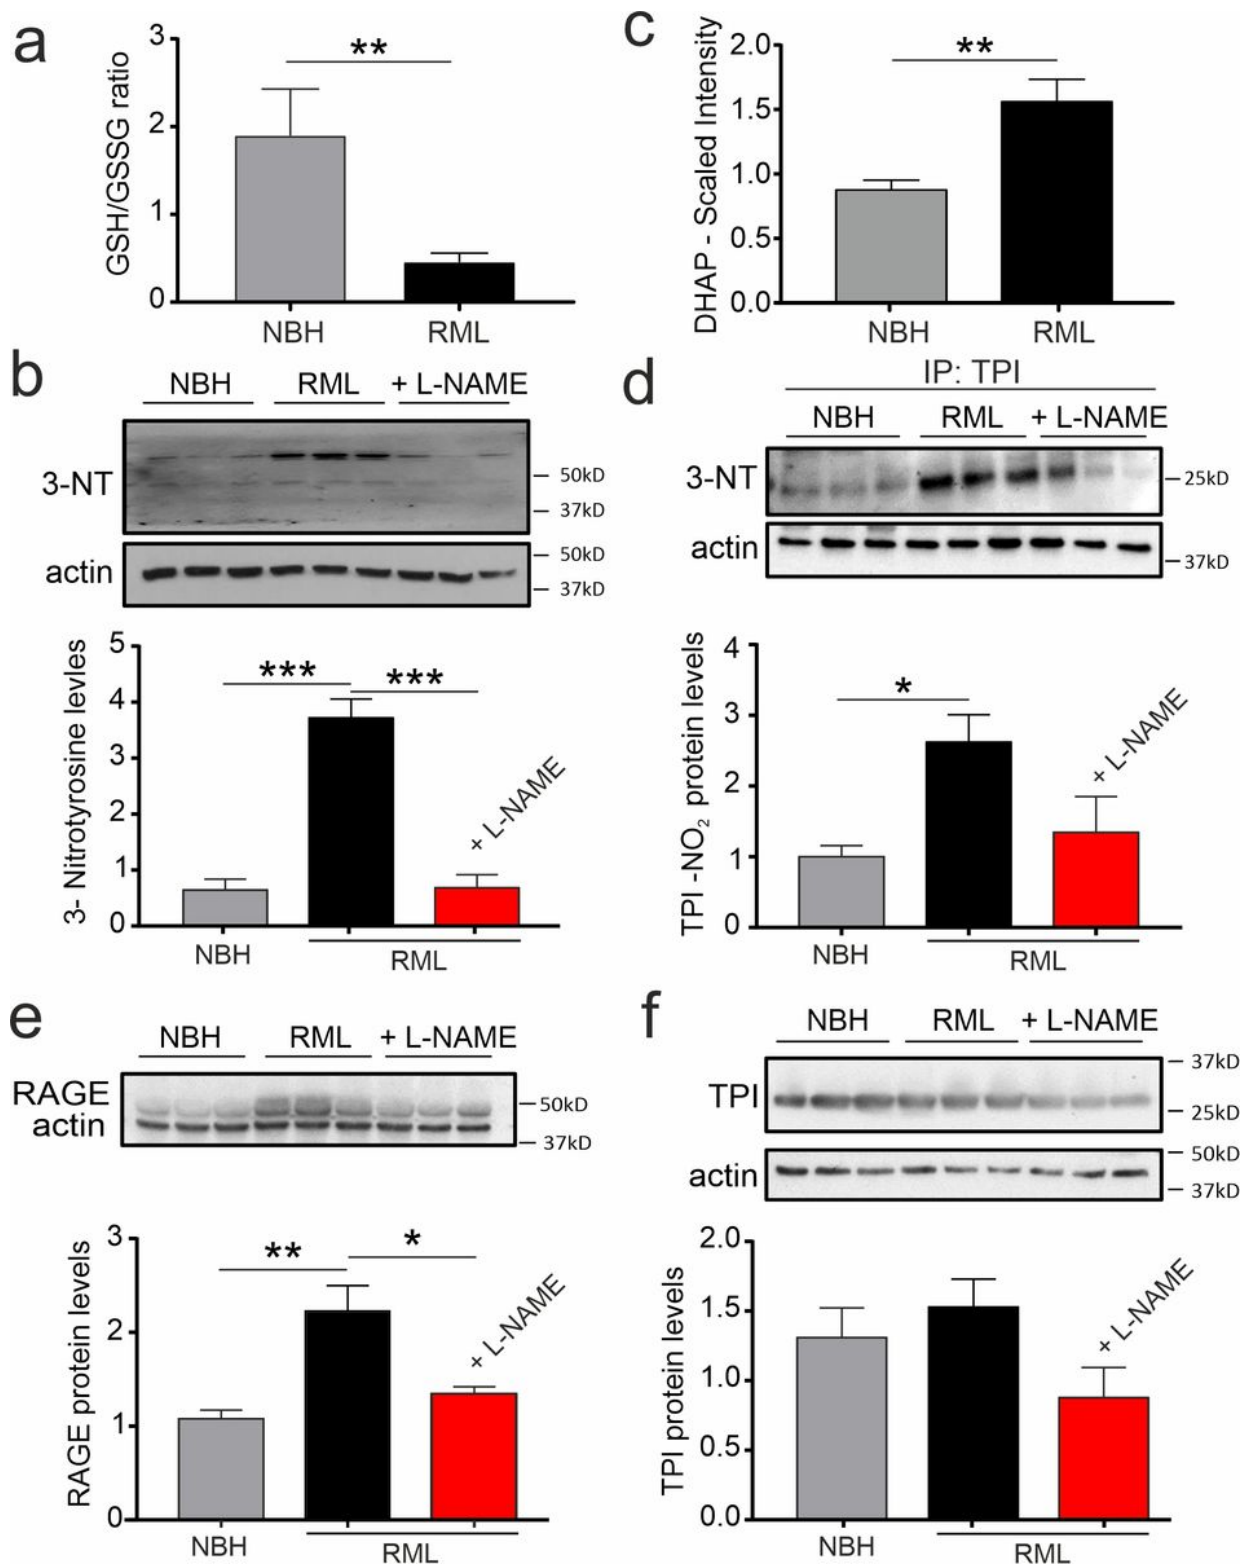 a
GSH/GSSG ratio
3
2
1
0
**
NBH RML
c
DHAP - Scaled Intensity
2.0
1.5
1.0
0.5
0.0
**
NBH RML
b
NBH RML + L-NAME
3-NT
50kD
37kD
actin
50kD
37kD
3- Nitrotyrosine levles
5
4
3
2
1
0
*** ***
+ L-NAME
NBH
RML
d
IP: TPI
NBH RML + L-NAME
3-NT
25kD
actin
37kD
TPI -NO₂ protein levels
4
3
2
1
0
*
+ L-NAME
NBH
RML
e
NBH RML + L-NAME
RAGE
actin
50kD
37kD
RAGE protein levels
3
2
1
0
** *
+ L-NAME
NBH
RML
f
NBH RML + L-NAME
TPI
37kD
25kD
actin
50kD
37kD
TPI protein levels
2.0
1.5
1.0
0.5
0.0
+ L-NAME
NBH
RML